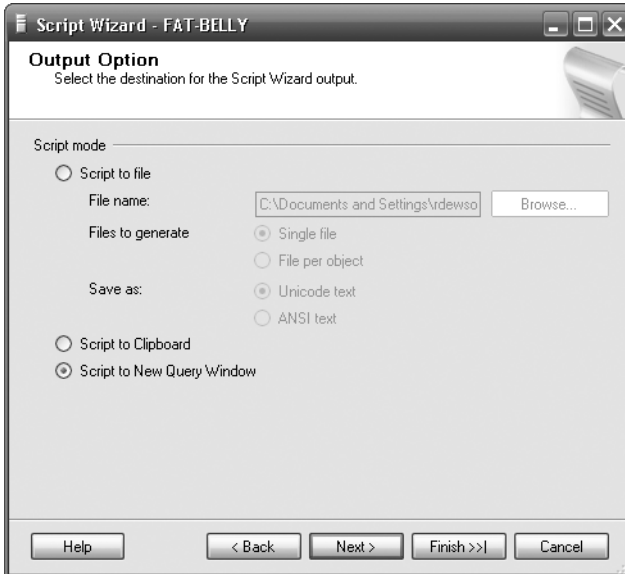 Script Wizard - FAT-BELLY
Output Option
Select the destination for the Script Wizard output.
Script mode
Script to file
File name: C:\Documents and Settings\rdewso Browse...
Files to generate Single file
File per object
Save as: Unicode text
ANSI text
Script to Clipboard
Script to New Query Window
Help < Back Next > Finish >>| Cancel